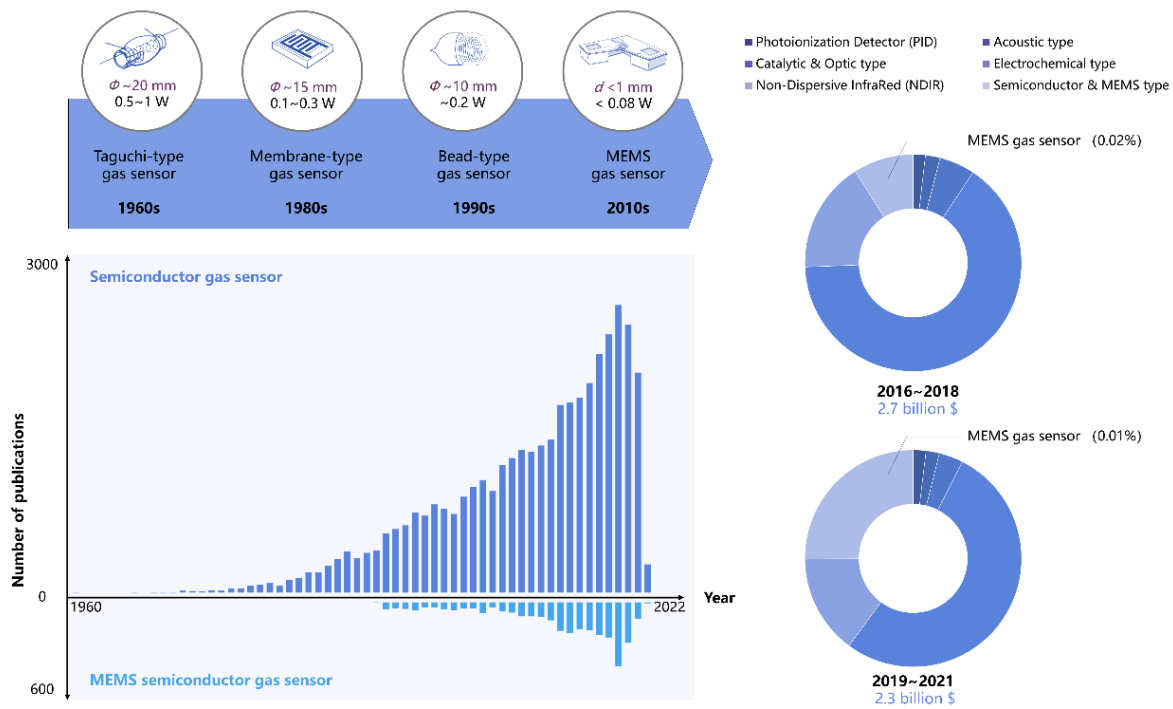 Φ ~20 mm
0.5~1 W
Φ ~15 mm
0.1~0.3 W
Φ ~10 mm
~0.2 W
d <1 mm
< 0.08 W
Taguchi-type
gas sensor
1960s
Membrane-type
gas sensor
1980s
Bead-type
gas sensor
1990s
MEMS
gas sensor
2010s
3000
Semiconductor gas sensor
Number of publications
0
1960
2022
Year
MEMS semiconductor gas sensor
600
Photoionization Detector (PID)
Acoustic type
Catalytic & Optic type
Electrochemical type
Non-Dispersive InfraRed (NDIR)
Semiconductor & MEMS type
MEMS gas sensor (0.02%)
2016~2018
2.7 billion $
MEMS gas sensor (0.01%)
2019~2021
2.3 billion $